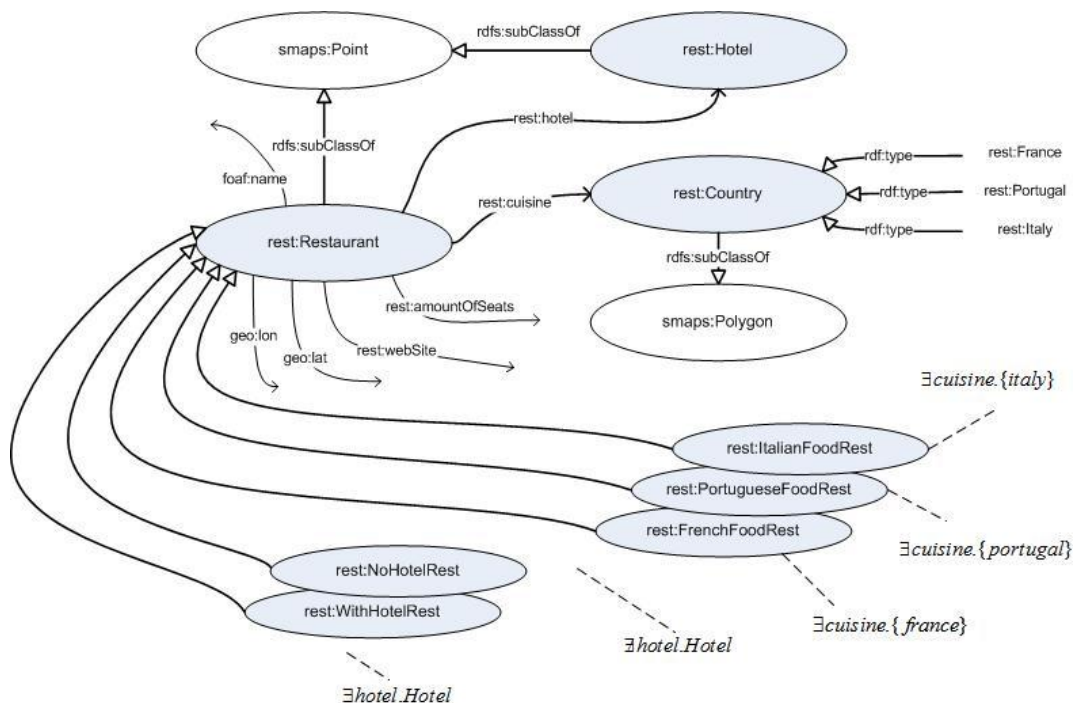 smaps:Point
rdfs:subClassOf
rest:Hotel
rest:hotel
rdfs:subClassOf
foaf:name
rest:Restaurant
rest:cuisine
rest:Country
rdf:type
rest:France
rdf:type
rest:Portugal
rdf:type
rest:Italy
rdfs:subClassOf
smaps:Polygon
rest:amountOfSeats
geo:lon
geo:lat
rest:webSite
∃cuisine.{italy}
rest:ItalianFoodRest
rest:PortugueseFoodRest
rest:FrenchFoodRest
∃cuisine.{portugal}
rest:NoHotelRest
rest:WithHotelRest
∃cuisine.{france}
∃hotel.Hotel
∃hotel.Hotel